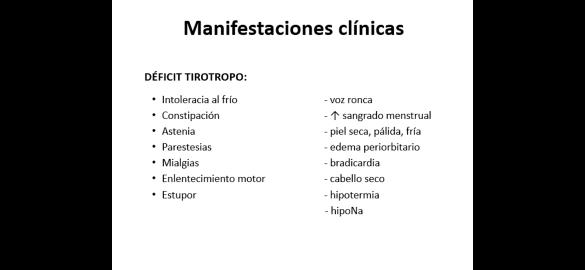 Manifestaciones clínicas
DÉFICIT TIROTROPO:
• Intoleracia al frío
• Constipación
• Astenia
• Parestesias
• Mialgias
• Enlentecimiento motor
• Estupor
- voz ronca
- ↑ sangrado menstrual
- piel seca, pálida, fría
- edema periorbitario
- bradicardia
- cabello seco
- hipotermia
- hipoNa